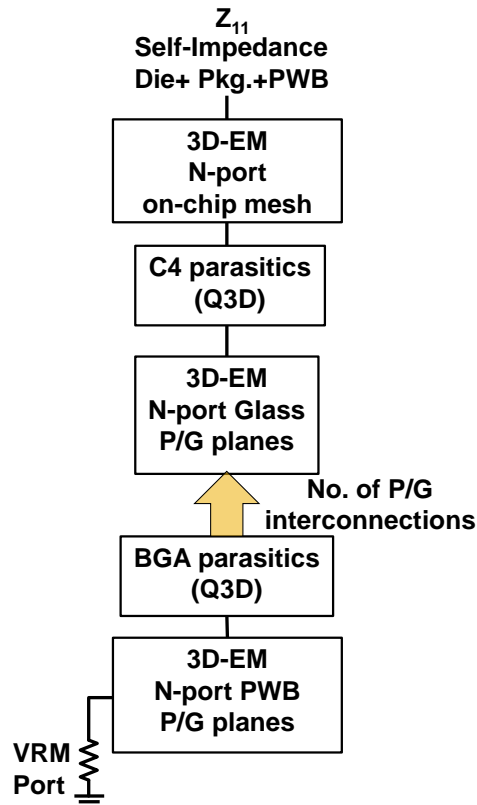 Z11
Self-Impedance
Die+ Pkg.+PWB
3D-EM
N-port
on-chip mesh
C4 parasitics
(Q3D)
3D-EM
N-port Glass
P/G planes
No. of P/G
interconnections
BGA parasitics
(Q3D)
3D-EM
N-port PWB
P/G planes
VRM
Port